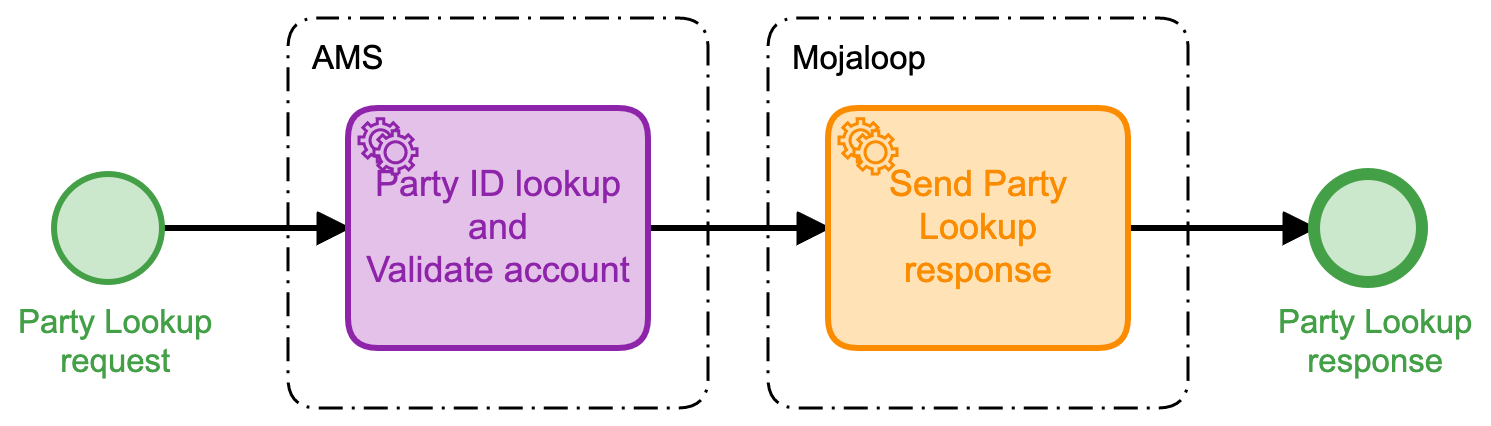 AMS
Mojaloop
Party ID lookup
and
Validate account
Send Party
Lookup
response
Party Lookup
request
Party Lookup
response